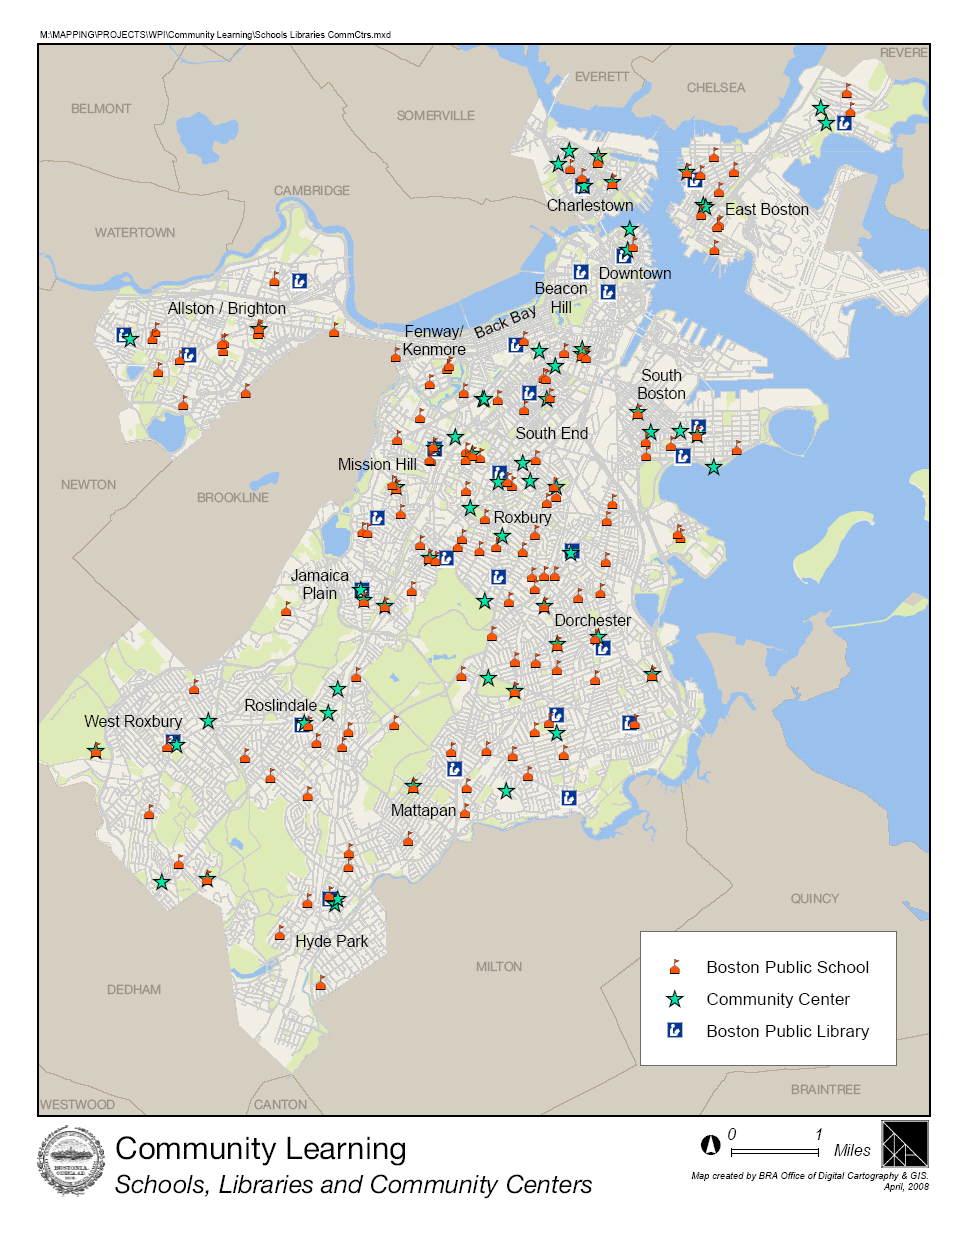 M:\MAPPING\PROJECTS\WPI\Community Learning\Schools Libraries CommCtrs.mxd
REVERE
EVERETT
CHELSEA
BELMONT
SOMERVILLE
CAMBRIDGE
Charlestown
East Boston
WATERTOWN
Downtown
Beacon
Hill
Allston / Brighton
Back Bay
Fenway/
Kenmore
South
Boston
South End
Mission Hill
NEWTON
BROOKLINE
Roxbury
Jamaica
Plain
Dorchester
Roslindale
West Roxbury
Mattapan
QUINCY
Hyde Park
MILTON
DEDHAM
Boston Public School
Community Center
Boston Public Library
BRAINTREE
WESTWOOD
CANTON
Community Learning
Schools, Libraries and Community Centers
0 1
Miles
Map created by BRA Office of Digital Cartography & GIS.
April, 2008